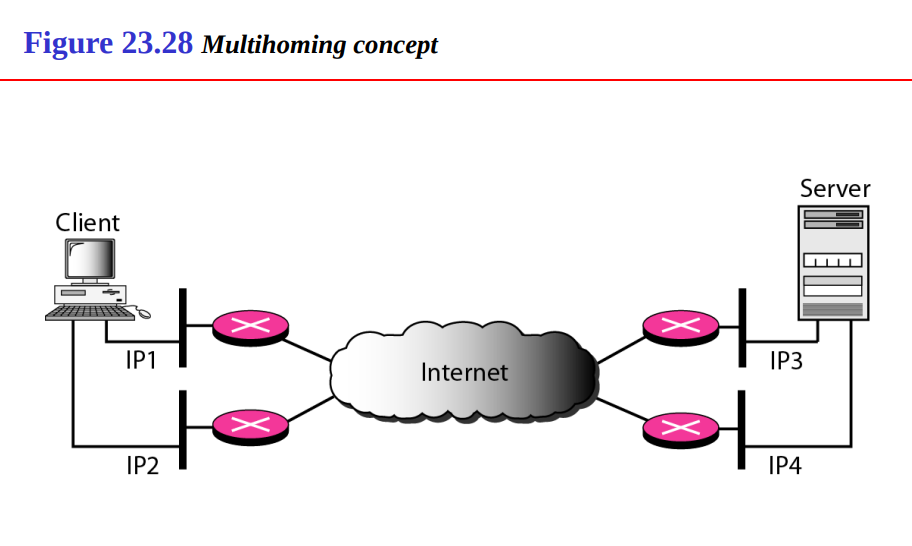 Figure 23.28 Multihoming concept
Server
Client
Internet
IP1
IP3
IP2
IP4